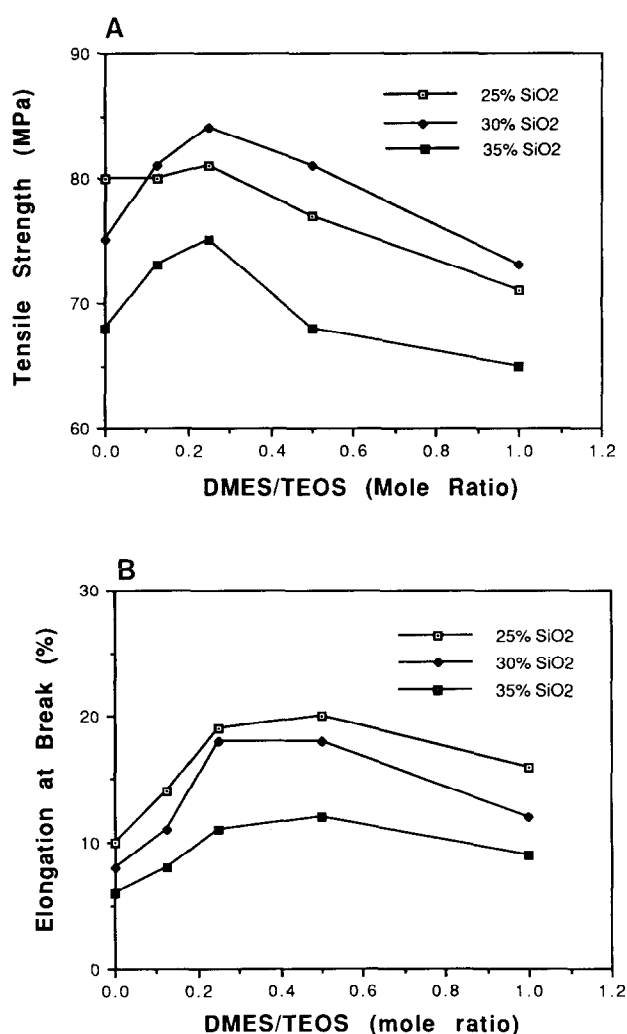 A
Tensile Strength (MPa)
90
80
70
60
25% SiO2
30% SiO2
35% SiO2
0.0 0.2 0.4 0.6 0.8 1.0 1.2
DMES/TEOS (Mole Ratio)
B
Elongation at Break (%)
30
20
10
0
25% SiO2
30% SiO2
35% SiO2
0.0 0.2 0.4 0.6 0.8 1.0 1.2
DMES/TEOS (mole ratio)